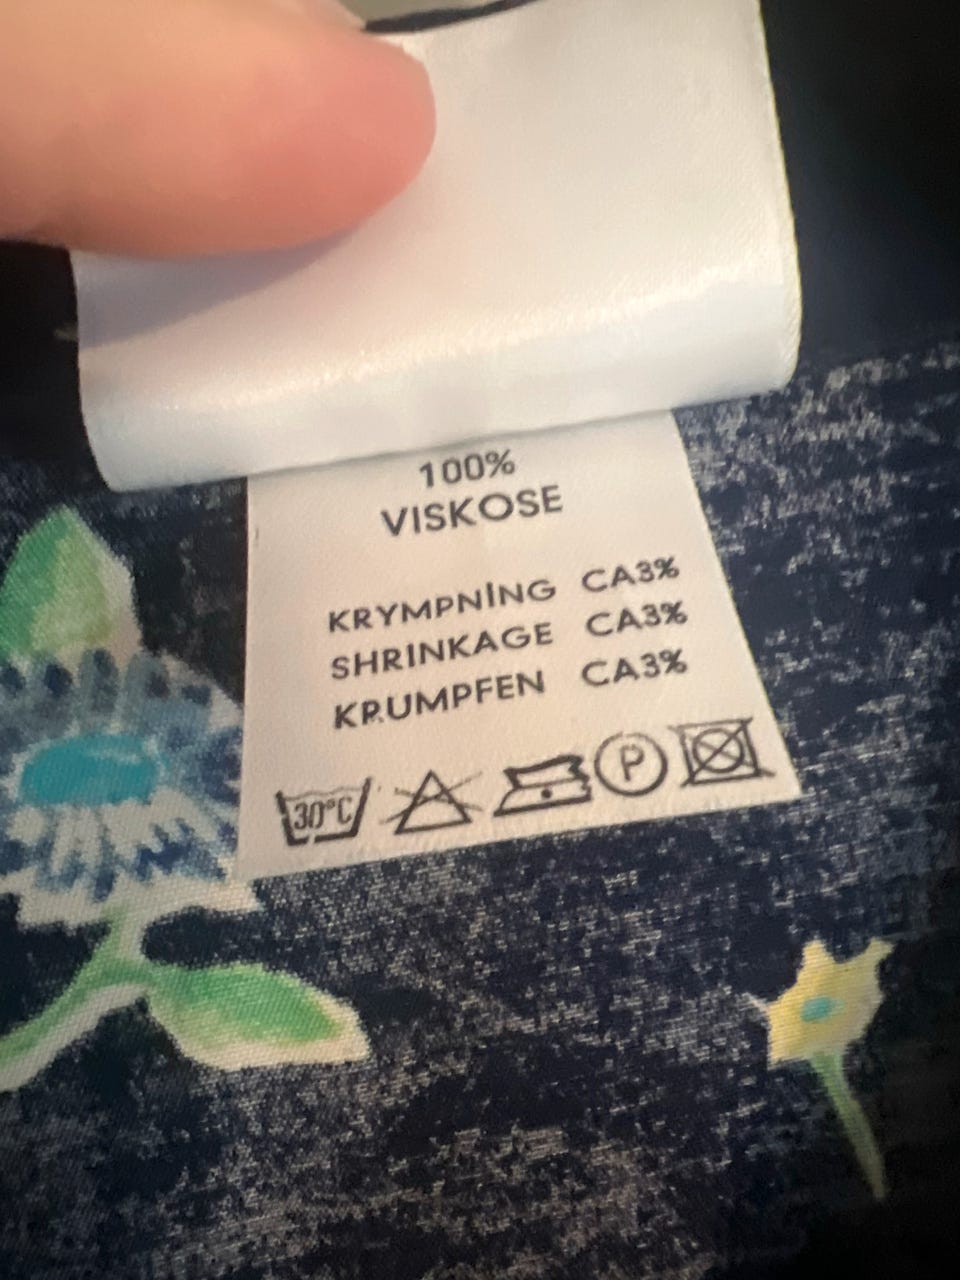 100%
VISKOSE
KRYMPNING CA3%
SHRINKAGE CA3%
KRUMPFEN CA3%
30°C P